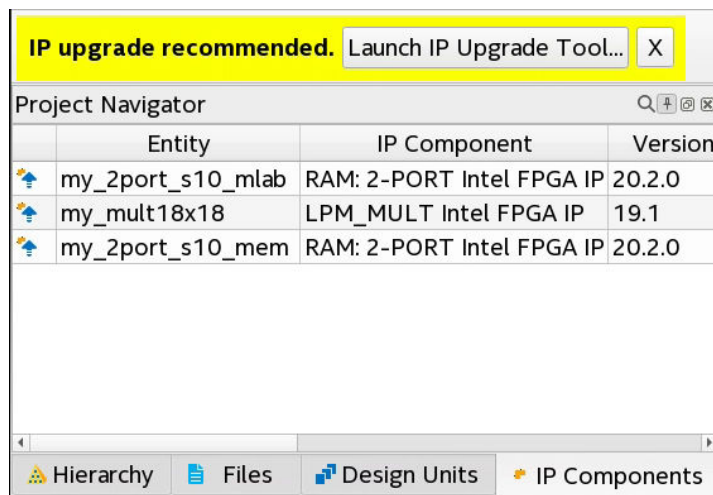 IP upgrade recommended. Launch IP Upgrade Tool... X
Project Navigator
Entity IP Component Version
my_2port_s10_mlab RAM: 2-PORT Intel FPGA IP 20.2.0
my_mult18x18 LPM_MULT Intel FPGA IP 19.1
my_2port_s10_mem RAM: 2-PORT Intel FPGA IP 20.2.0
Hierarchy Files Design Units IP Components